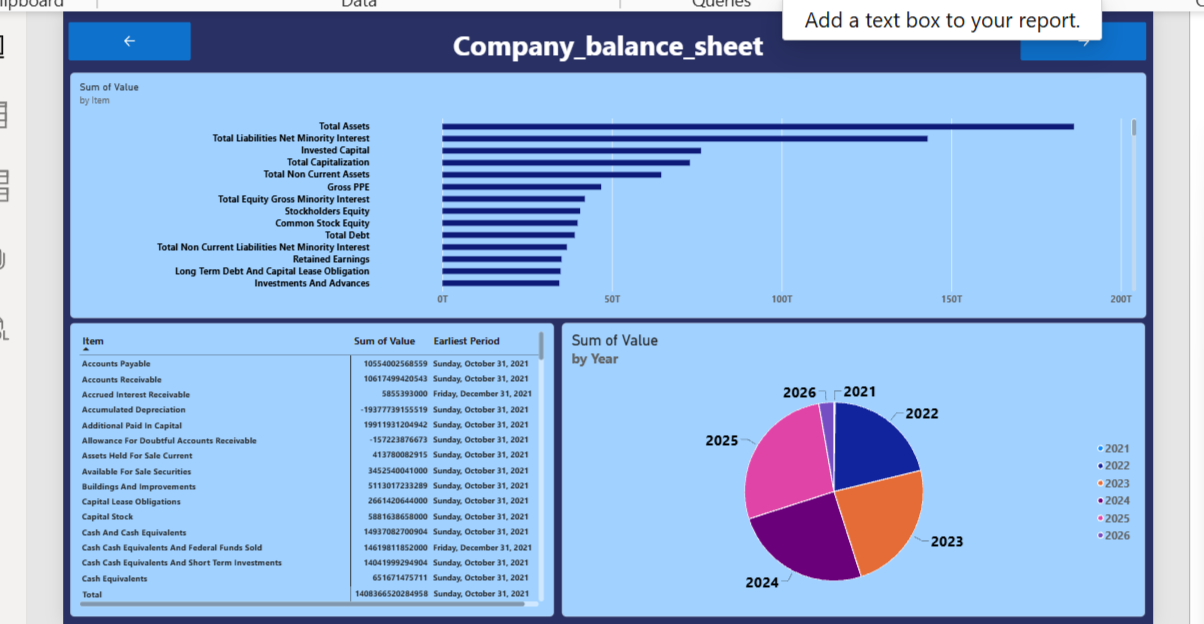 Data
Queries
Add a text box to your report.
←
Company_balance_sheet
→
Sum of Value
by Item
Total Assets
Total Liabilities Net Minority Interest
Invested Capital
Total Capitalization
Total Non Current Assets
Gross PPE
Total Equity Gross Minority Interest
Stockholders Equity
Common Stock Equity
Total Debt
Total Non Current Liabilities Net Minority Interest
Retained Earnings
Long Term Debt And Capital Lease Obligation
Investments And Advances
0T 50T 100T 150T 200T
Item Sum of Value Earliest Period
Accounts Payable 10554002568559 Sunday, October 31, 2021
Accounts Receivable 10617499420543 Sunday, October 31, 2021
Accrued Interest Receivable 5855393000 Friday, December 31, 2021
Accumulated Depreciation -19377739155519 Sunday, October 31, 2021
Additional Paid In Capital 19911931204942 Sunday, October 31, 2021
Allowance For Doubtful Accounts Receivable -157223876673 Sunday, October 31, 2021
Assets Held For Sale Current 413780082915 Sunday, October 31, 2021
Available For Sale Securities 3452540041000 Sunday, October 31, 2021
Buildings And Improvements 5113017233289 Sunday, October 31, 2021
Capital Lease Obligations 2661420644000 Sunday, October 31, 2021
Capital Stock 5881638658000 Sunday, October 31, 2021
Cash And Cash Equivalents 14937082700904 Sunday, October 31, 2021
Cash Cash Equivalents And Federal Funds Sold 14619811852000 Friday, December 31, 2021
Cash Cash Equivalents And Short Term Investments 14041999294904 Sunday, October 31, 2021
Cash Equivalents 651671475711 Sunday, October 31, 2021
Total 1408366520284958 Sunday, October 31, 2021
Sum of Value
by Year
2026 2021
2022
2025
2023
2024
2021
2022
2023
2024
2025
2026